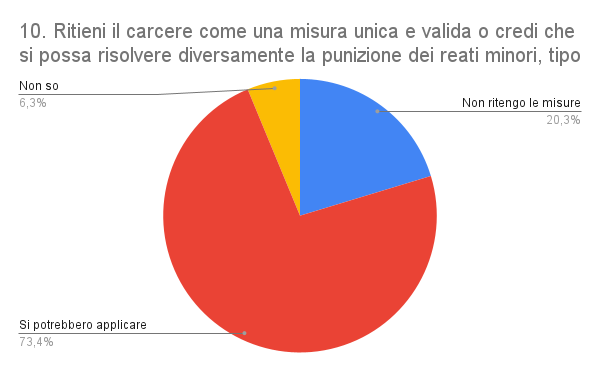 10. Ritieni il carcere come una misura unica e valida o credi che
si possa risolvere diversamente la punizione dei reati minori, tipo
Non so
6,3%
Non ritengo le misure
20,3%
Si potrebbero applicare
73,4%